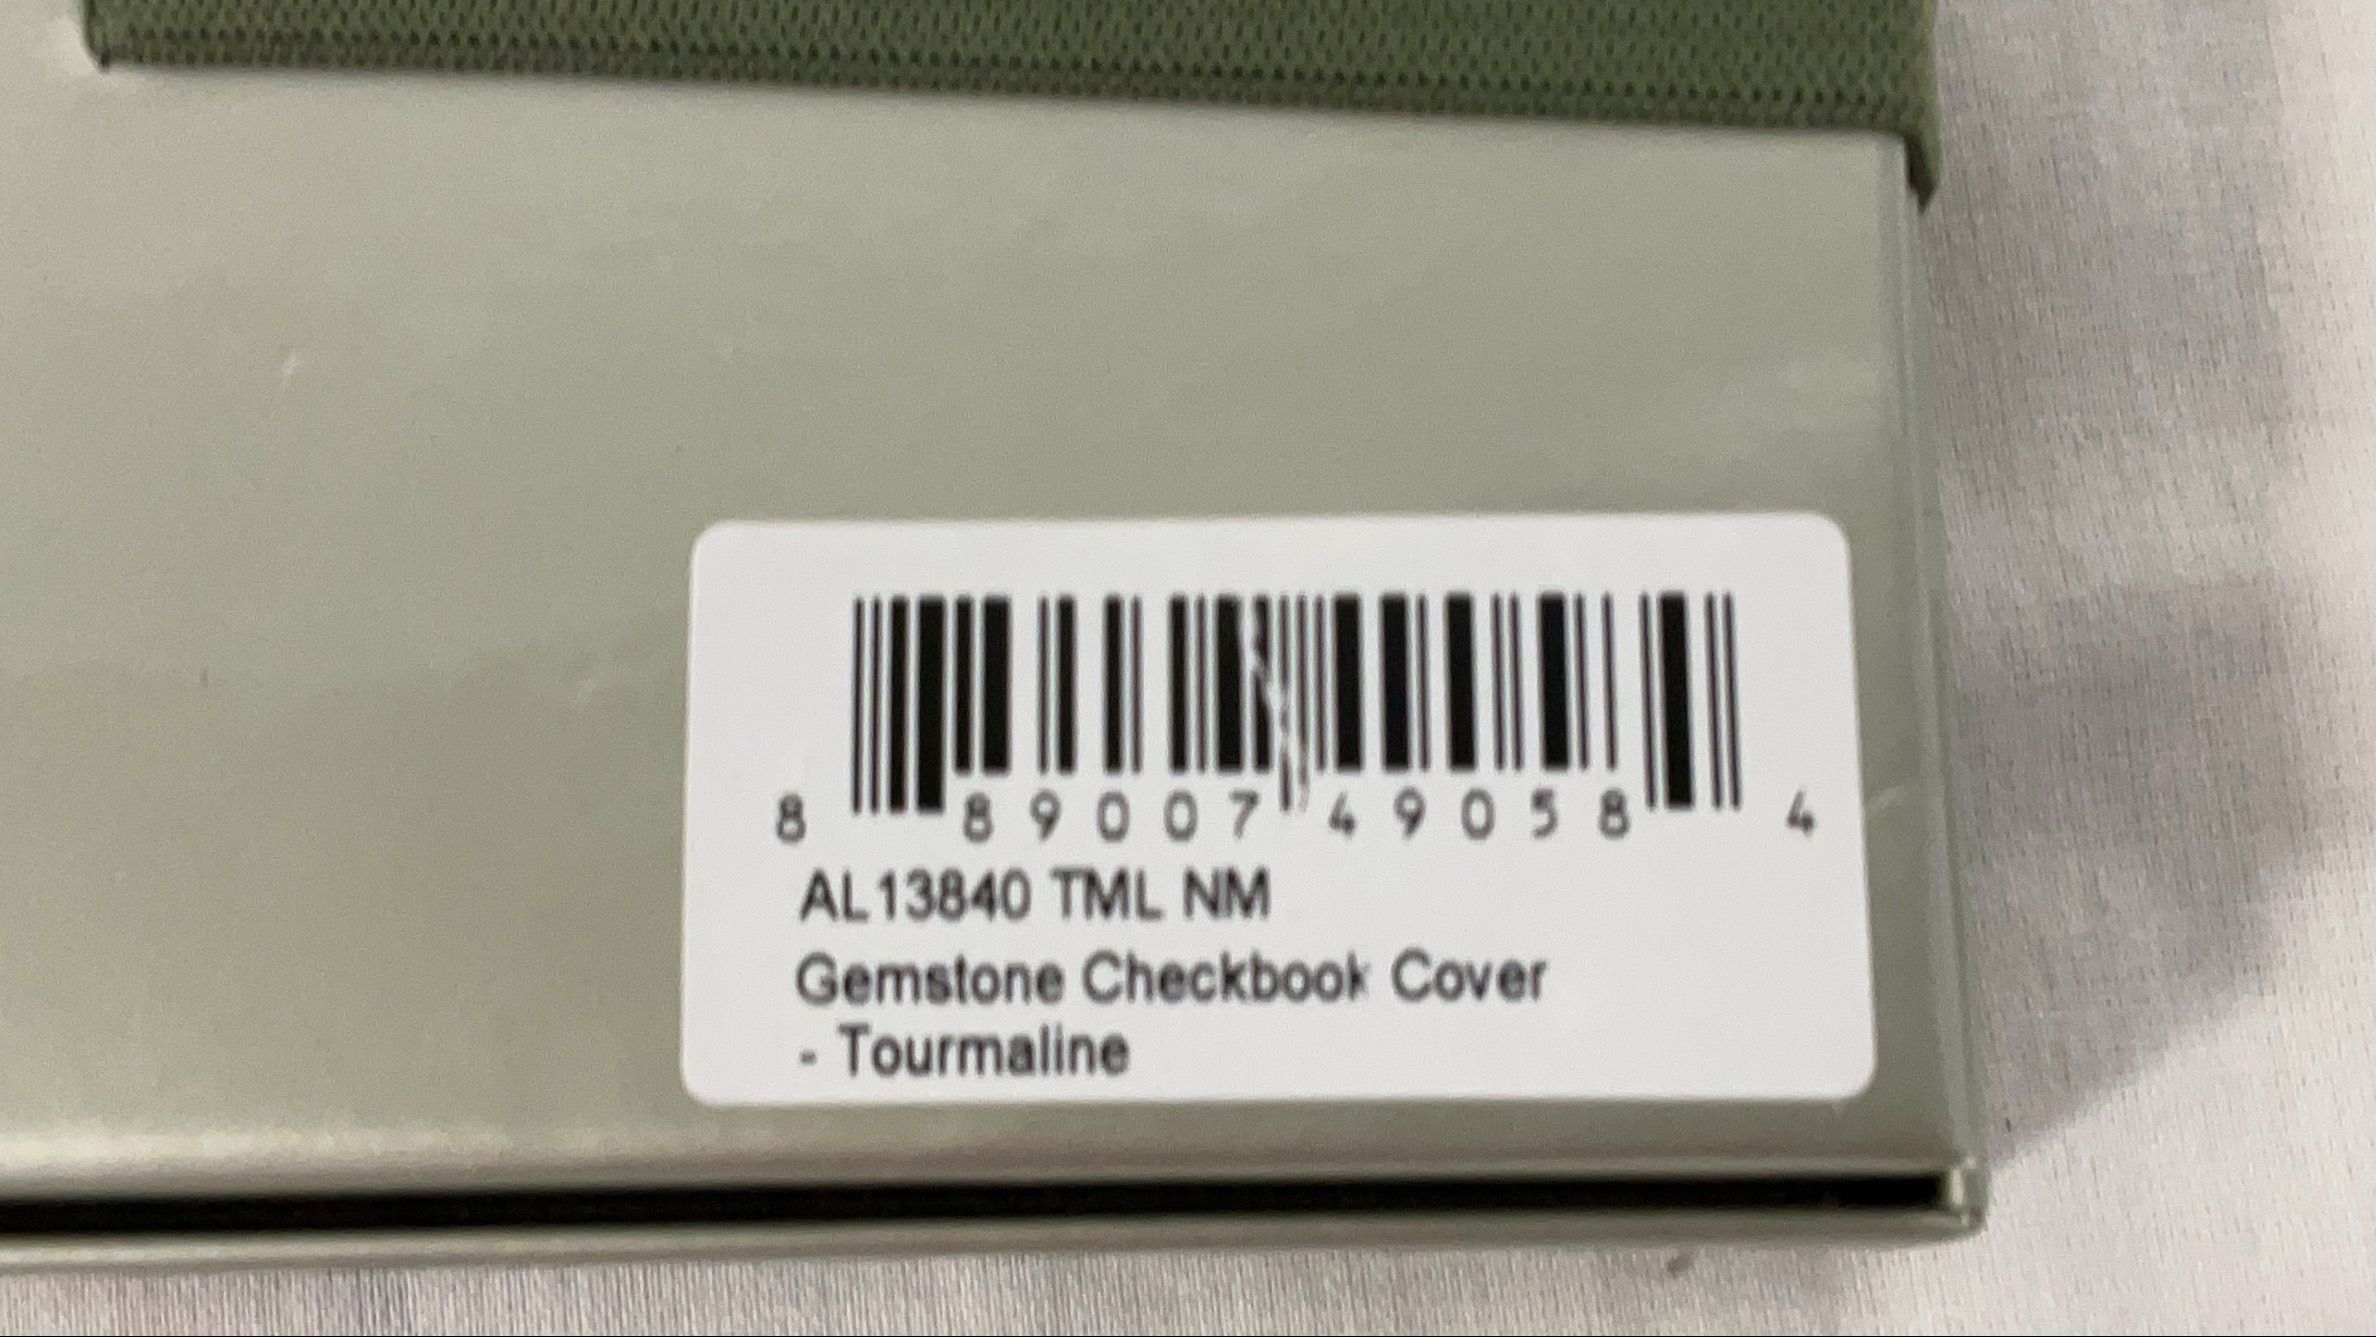 8 89007 49058 4
AL13840 TML NM
Gemstone Checkbook Cover
- Tourmaline